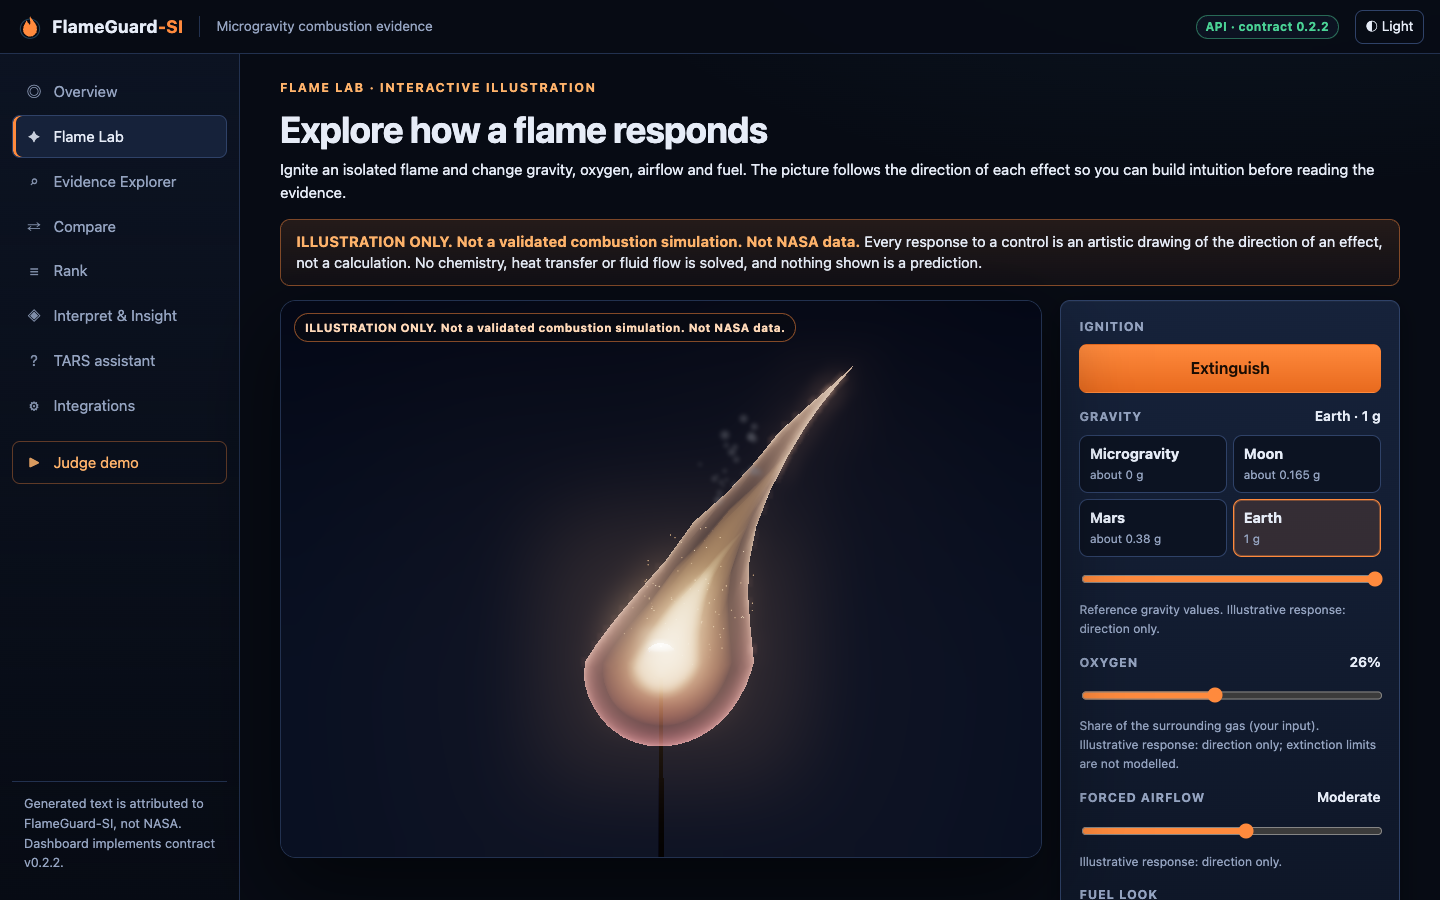 FlameGuard-SI
Microgravity combustion evidence
API · contract 0.2.2
Light
Overview
Flame Lab
Evidence Explorer
Compare
Rank
Interpret & Insight
TARS assistant
Integrations
Judge demo
Generated text is attributed to
FlameGuard-SI, not NASA.
Dashboard implements contract
v0.2.2.
FLAME LAB · INTERACTIVE ILLUSTRATION
Explore how a flame responds
Ignite an isolated flame and change gravity, oxygen, airflow and fuel. The picture follows the direction of each effect so you can build intuition before reading the
evidence.
ILLUSTRATION ONLY. Not a validated combustion simulation. Not NASA data. Every response to a control is an artistic drawing of the direction of an effect,
not a calculation. No chemistry, heat transfer or fluid flow is solved, and nothing shown is a prediction.
ILLUSTRATION ONLY. Not a validated combustion simulation. Not NASA data.
IGNITION
Extinguish
GRAVITY
Earth · 1 g
Microgravity
about 0 g
Moon
about 0.165 g
Mars
about 0.38 g
Earth
1 g
Reference gravity values. Illustrative response:
direction only.
OXYGEN
26%
Share of the surrounding gas (your input).
Illustrative response: direction only; extinction limits
are not modelled.
FORCED AIRFLOW
Moderate
Illustrative response: direction only.
FUEL LOOK